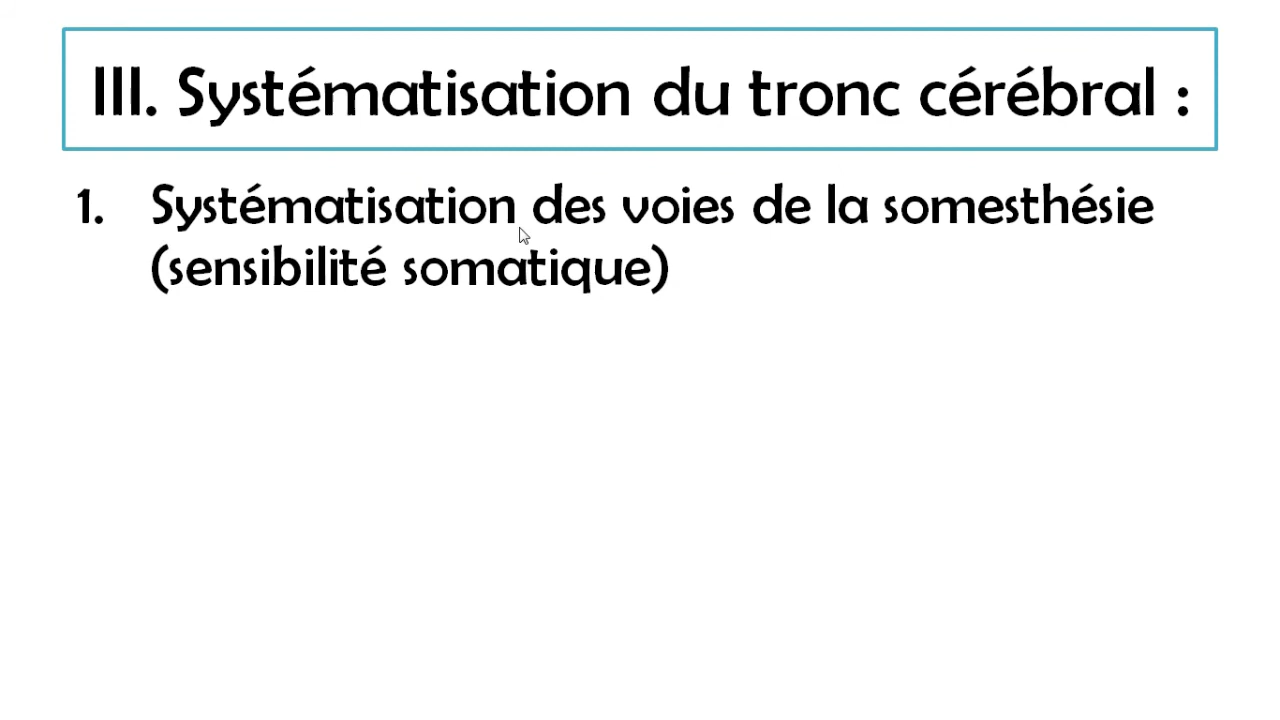 III. Systématisation du tronc cérébral :
1. Systématisation des voies de la somesthésie
(sensibilité somatique)